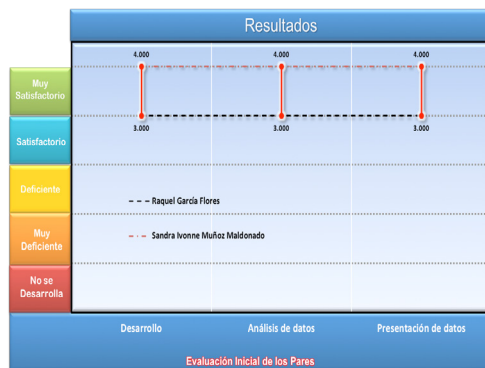 Resultados
4.000
4.000
4.000
Muy
Satisfactorio
3.000
3.000
3.000
Satisfactorio
Deficiente
Raquel García Flores
Muy
Deficiente
Sandra Ivonne Muñoz Maldonado
No se
Desarrolla
Desarrollo
Análisis de datos
Presentación de datos
Evaluación Inicial de los Pares